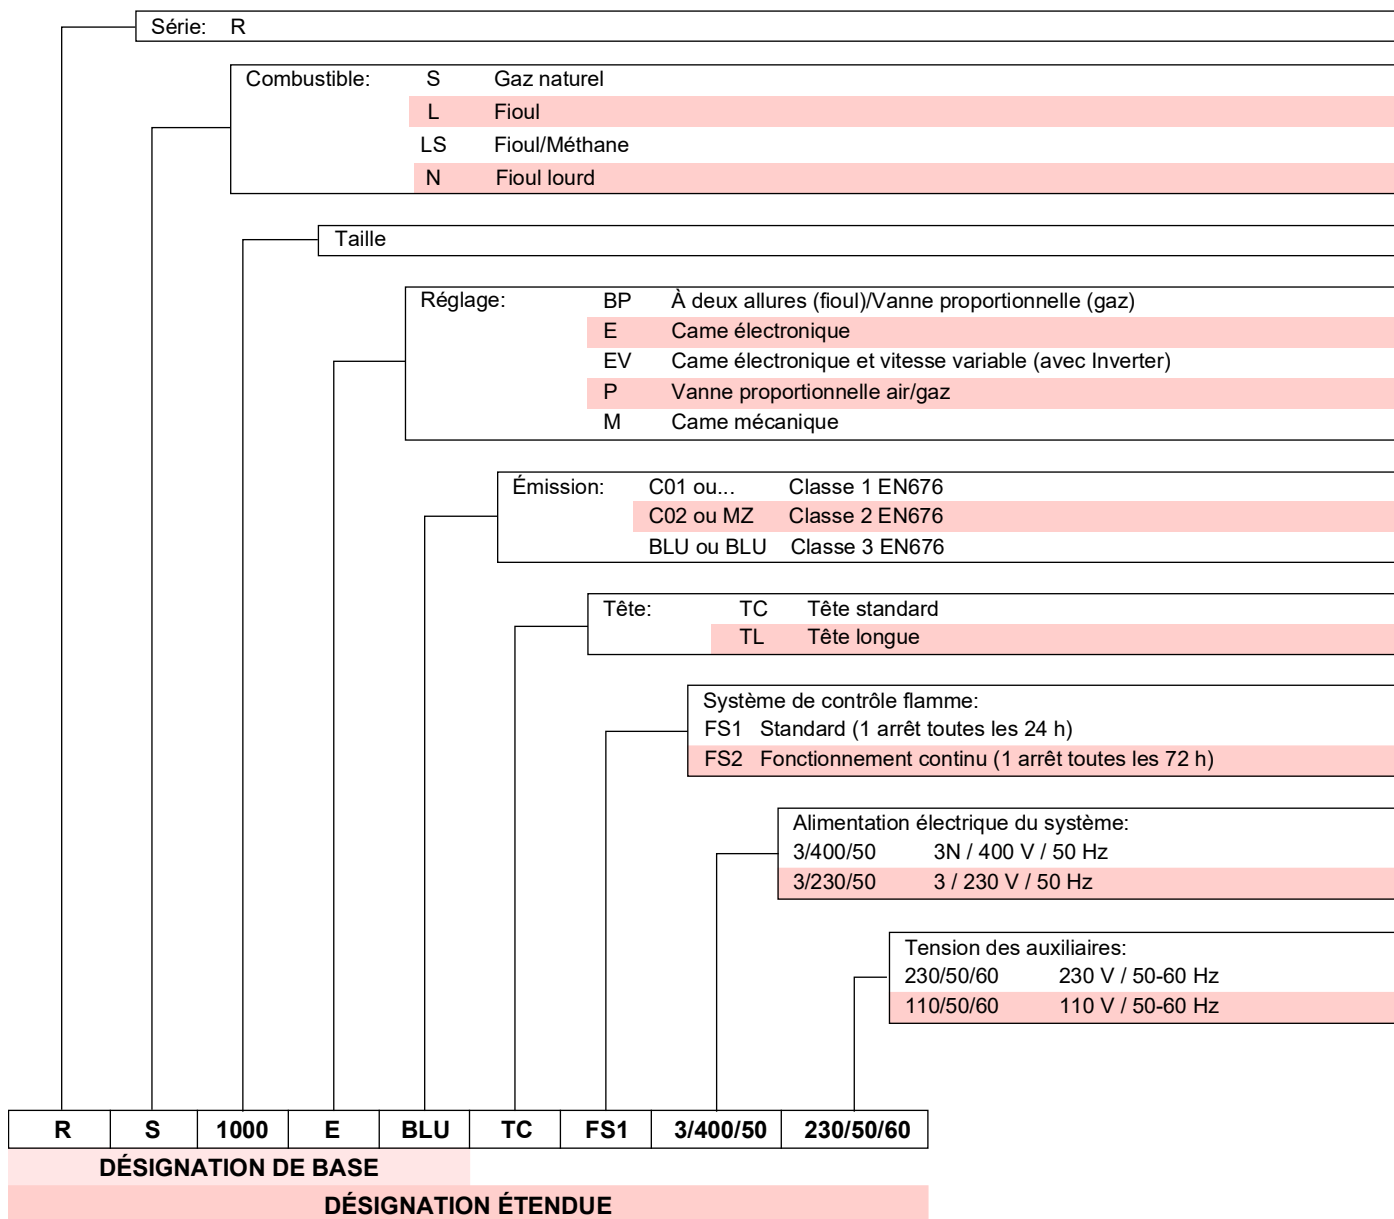 Série: R
Combustible: S Gaz naturel
L Fioul
LS Fioul/Méthane
N Fioul lourd
Taille
Réglage: BP À deux allures (fioul)/Vanne proportionnelle (gaz)
E Came électronique
EV Came électronique et vitesse variable (avec Inverter)
P Vanne proportionnelle air/gaz
M Came mécanique
Émission: C01 ou... Classe 1 EN676
C02 ou MZ Classe 2 EN676
BLU ou BLU Classe 3 EN676
Tête: TC Tête standard
TL Tête longue
Système de contrôle flamme:
FS1 Standard (1 arrêt toutes les 24 h)
FS2 Fonctionnement continu (1 arrêt toutes les 72 h)
Alimentation électrique du système:
3/400/50 3N / 400 V / 50 Hz
3/230/50 3 / 230 V / 50 Hz
Tension des auxiliaires:
230/50/60 230 V / 50-60 Hz
110/50/60 110 V / 50-60 Hz
R S 1000 E BLU TC FS1 3/400/50 230/50/60
DÉSIGNATION DE BASE
DÉSIGNATION ÉTENDUE